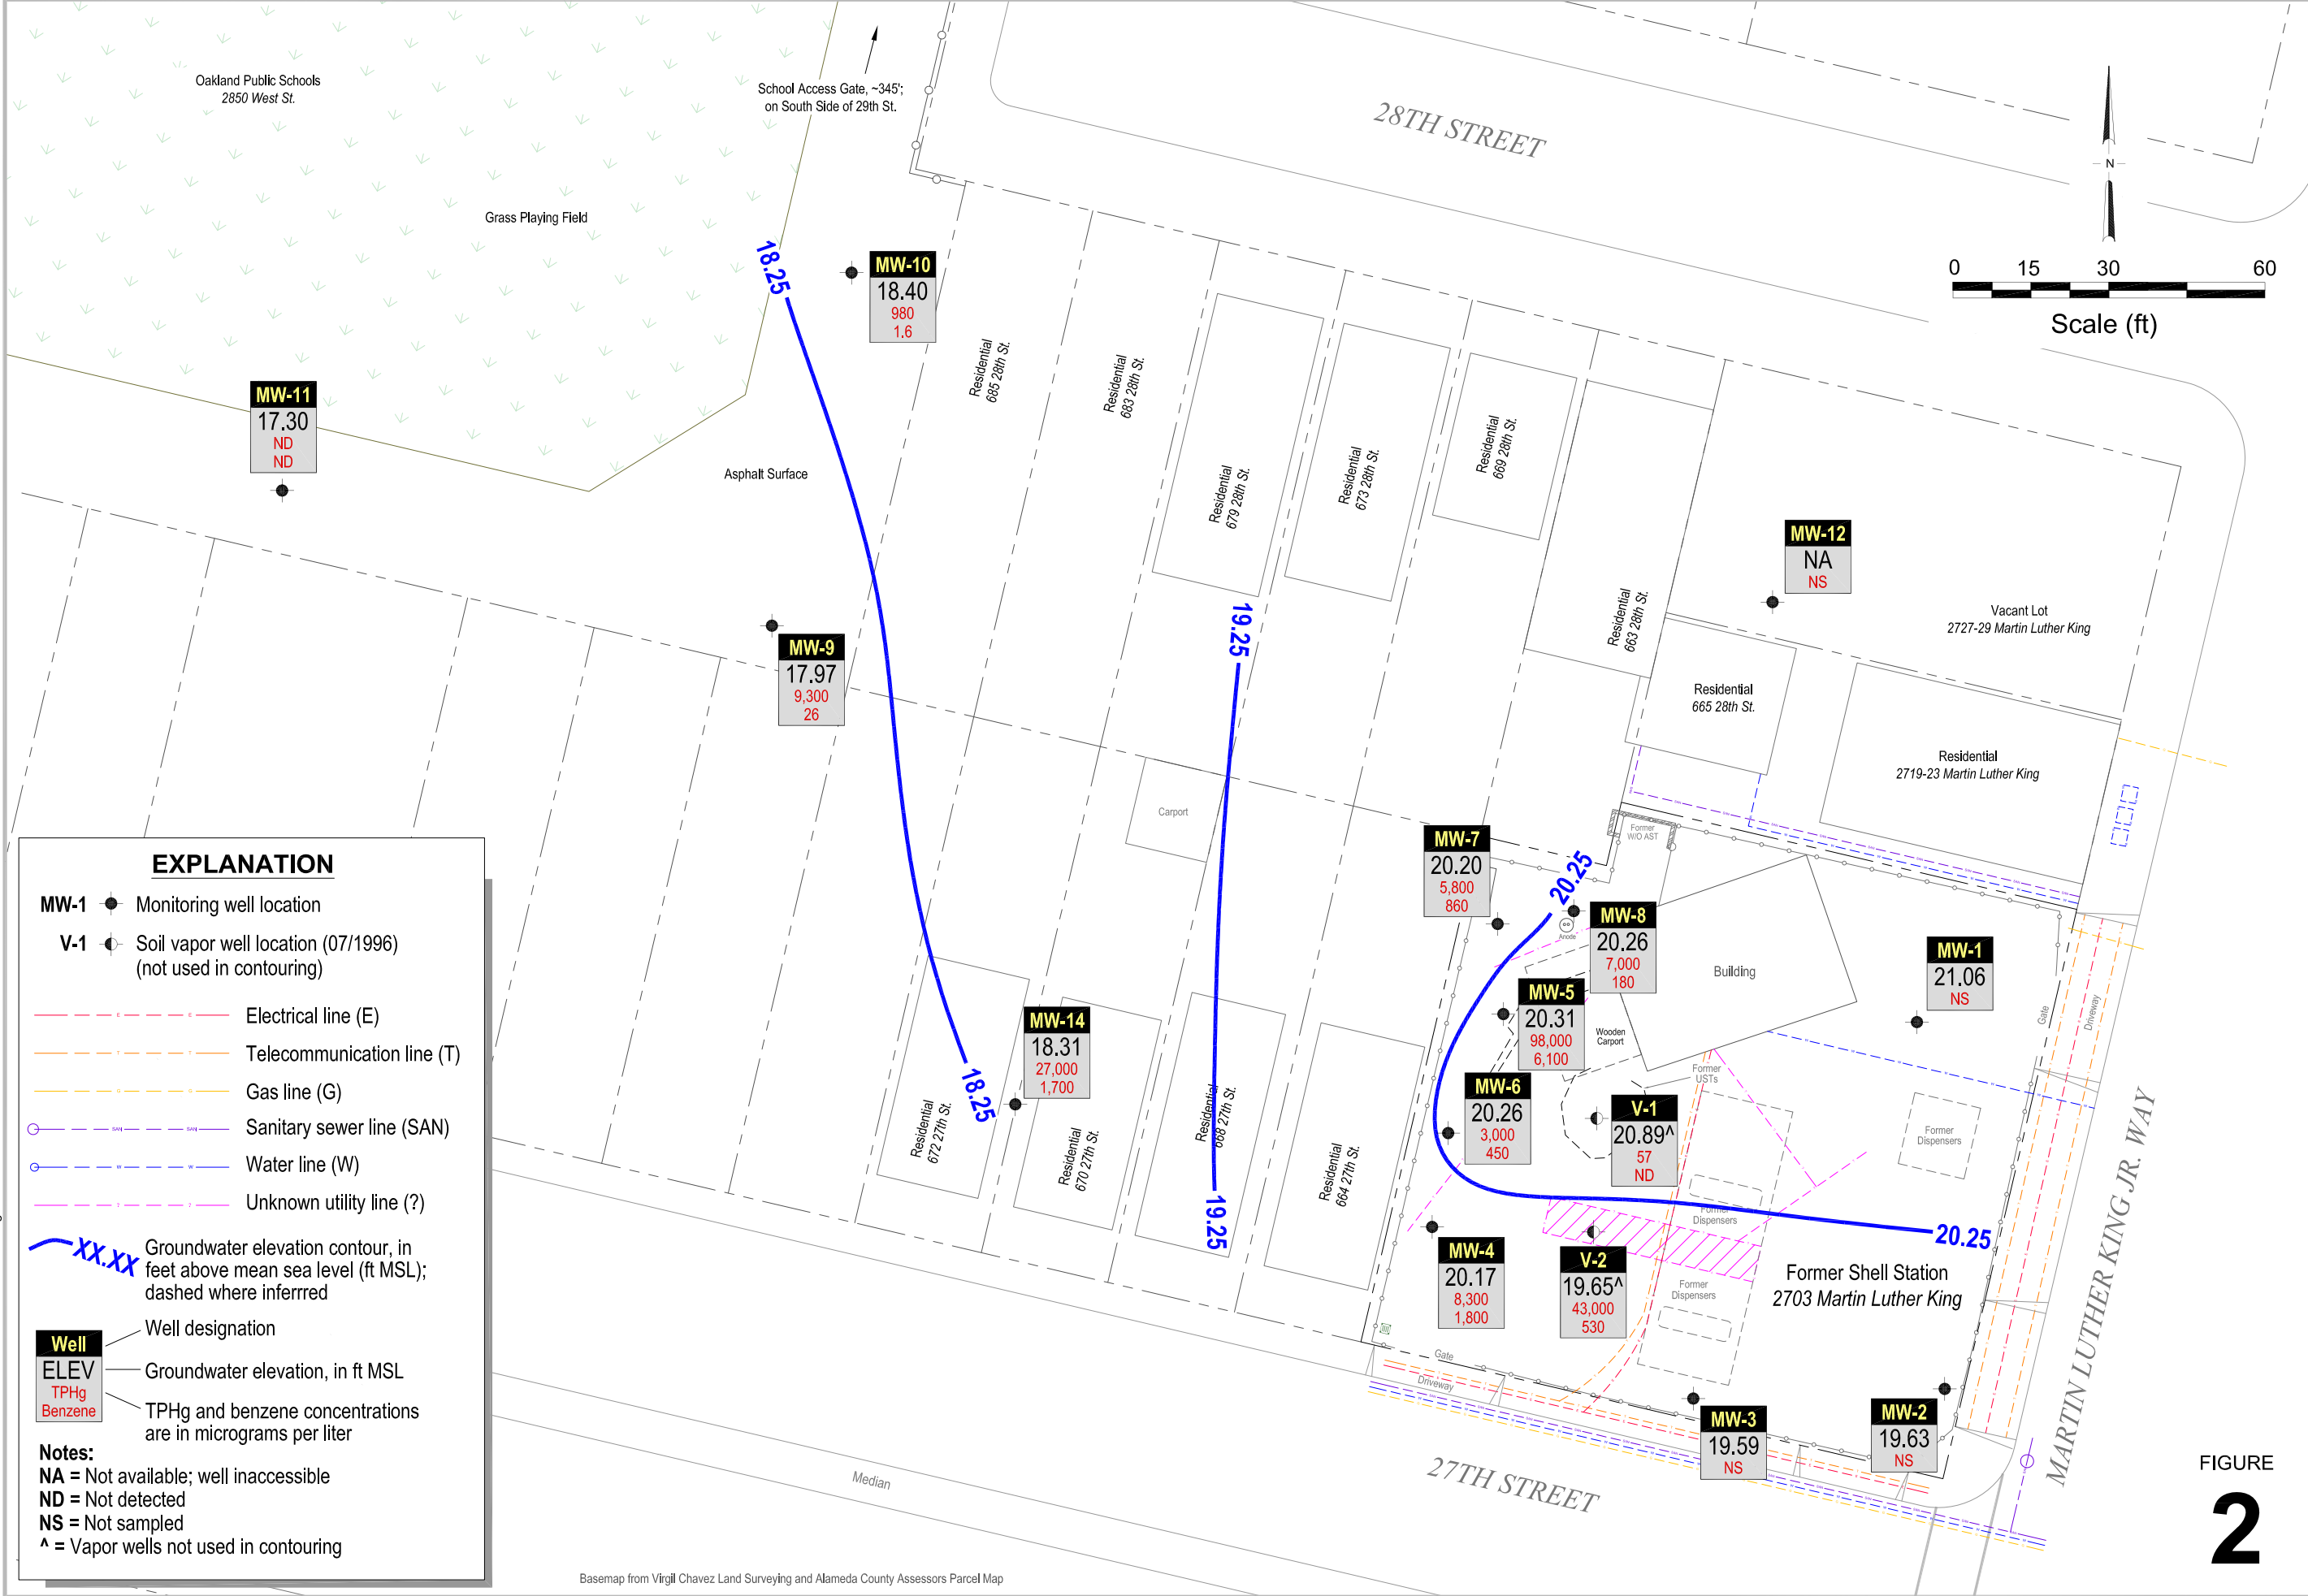 Oakland Public Schools
2850 West St.
School Access Gate, ~345';
on South Side of 29th St.
28TH STREET
N
Grass Playing Field
18.25
MW-10
18.40
980
1.6
0 15 30 60
Scale (ft)
MW-11
17.30
ND
ND
Asphalt Surface
Residential
685 28th St.
Residential
683 28th St.
Residential
679 28th St.
Residential
673 28th St.
Residential
669 28th St.
Residential
663 28th St.
MW-12
NA
NS
Vacant Lot
2727-29 Martin Luther King
19.25
MW-9
17.97
9,300
26
Residential
665 28th St.
Residential
2719-23 Martin Luther King
Carport
Former
W/O AST
MW-7
20.20
5,800
860
20.25
Anode
MW-8
20.26
7,000
180
Building
MW-1
21.06
NS
Gate
Driveway
MW-5
20.31
98,000
6,100
Wooden
Carport
Former
USTs
MW-14
18.31
27,000
1,700
18.25
MW-6
20.26
3,000
450
V-1
20.89^
57
ND
Former
Dispensers
Residential
672 27th St.
Residential
670 27th St.
Residential
668 27th St.
Residential
664 27th St.
19.25
Former
Dispensers
20.25
MW-4
20.17
8,300
1,800
V-2
19.65^
43,000
530
Former
Dispensers
Former Shell Station
2703 Martin Luther King
Gate
Driveway
MW-3
19.59
NS
MW-2
19.63
NS
MARTIN LUTHER KING JR. WAY
27TH STREET
Median
EXPLANATION
MW-1 Monitoring well location
V-1 Soil vapor well location (07/1996)
(not used in contouring)
E E Electrical line (E)
T T Telecommunication line (T)
G G Gas line (G)
SAN SAN Sanitary sewer line (SAN)
W W Water line (W)
? ? Unknown utility line (?)
XX.XX Groundwater elevation contour, in
feet above mean sea level (ft MSL);
dashed where inferrred
Well Well designation
ELEV Groundwater elevation, in ft MSL
TPHg
Benzene
TPHg and benzene concentrations
are in micrograms per liter
Notes:
NA = Not available; well inaccessible
ND = Not detected
NS = Not sampled
^ = Vapor wells not used in contouring
Basemap from Virgil Chavez Land Surveying and Alameda County Assessors Parcel Map
FIGURE
2